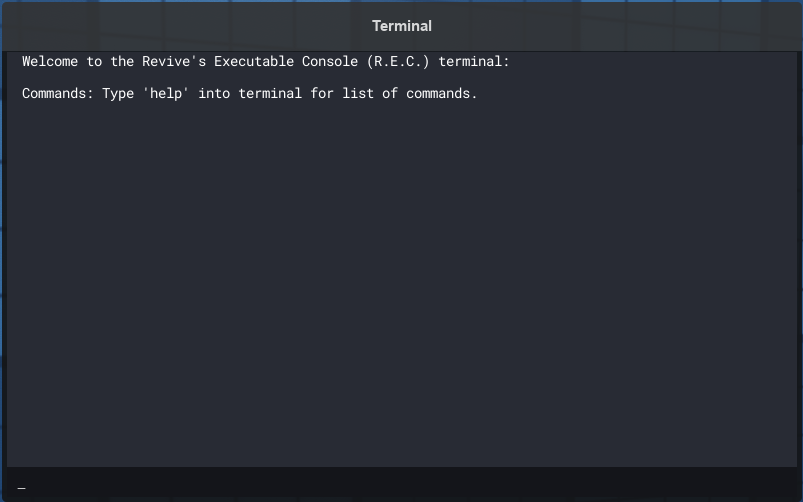 Terminal
Welcome to the Revive's Executable Console (R.E.C.) terminal:
Commands: Type 'help' into terminal for list of commands.
_